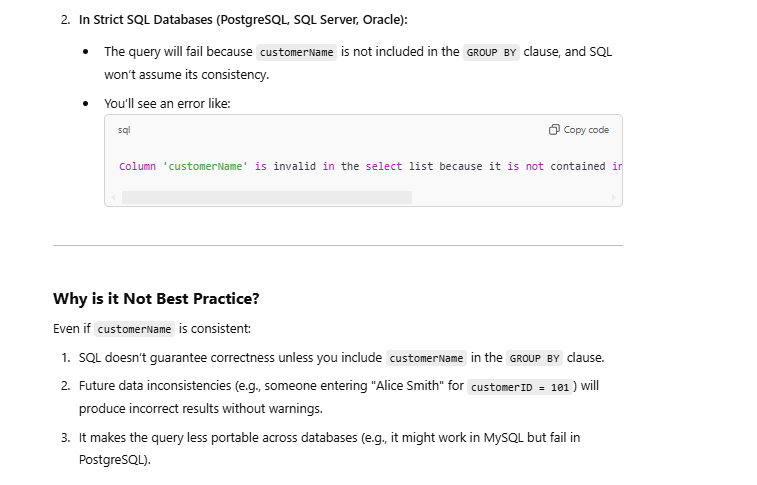 2. In Strict SQL Databases (PostgreSQL, SQL Server, Oracle):
• The query will fail because customerName is not included in the GROUP BY clause, and SQL
won't assume its consistency.
• You'll see an error like:
sql
Copy code
Column 'customerName' is invalid in the select list because it is not contained in
Why is it Not Best Practice?
Even if customerName is consistent:
1. SQL doesn't guarantee correctness unless you include customerName in the GROUP BY clause.
2. Future data inconsistencies (e.g., someone entering "Alice Smith" for customerID = 101 ) will
produce incorrect results without warnings.
3. It makes the query less portable across databases (e.g., it might work in MySQL but fail in
PostgreSQL).